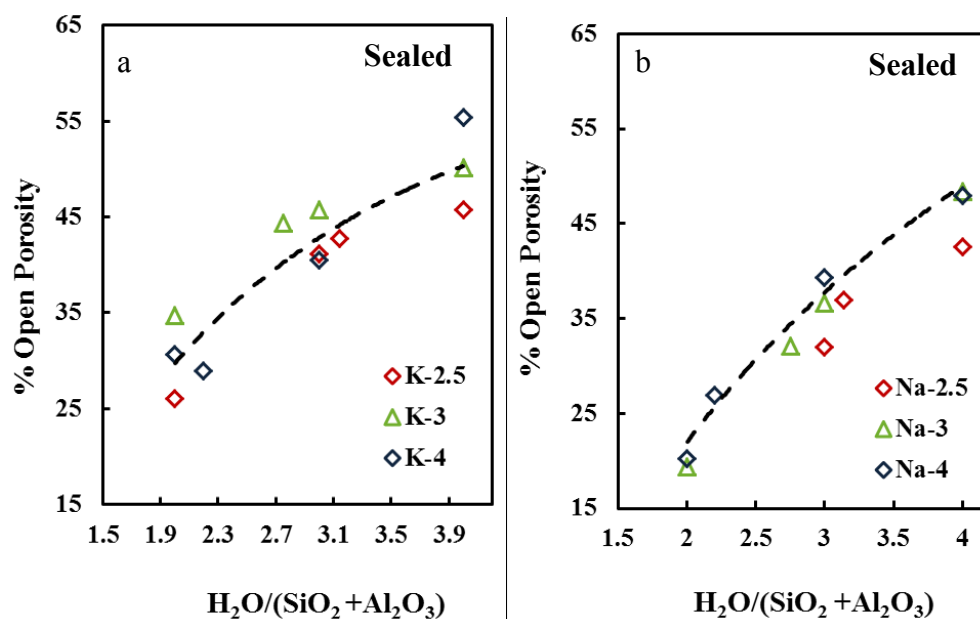 a
Sealed
% Open Porosity
65
55
45
35
25
15
K-2.5
K-3
K-4
1.5 1.9 2.3 2.7 3.1 3.5 3.9
H₂O/(SiO₂ +Al₂O₃)
b
Sealed
% Open Porosity
65
55
45
35
25
15
Na-2.5
Na-3
Na-4
1.5 2 2.5 3 3.5 4
H₂O/(SiO₂ +Al₂O₃)